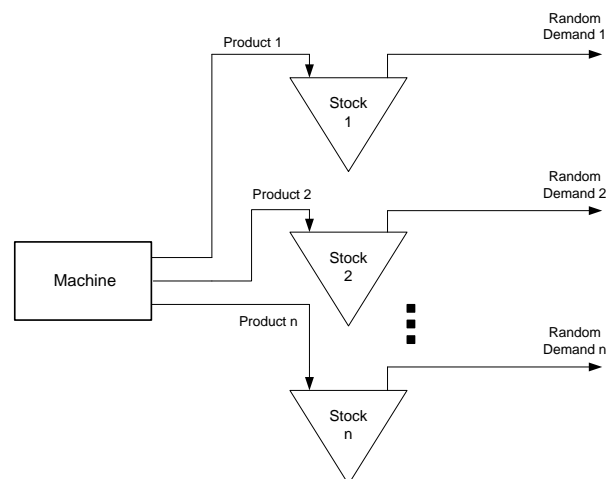 Random
Demand 1
Product 1
Stock
1
Random
Demand 2
Product 2
Stock
2
Machine
Product n
Random
Demand n
Stock
n